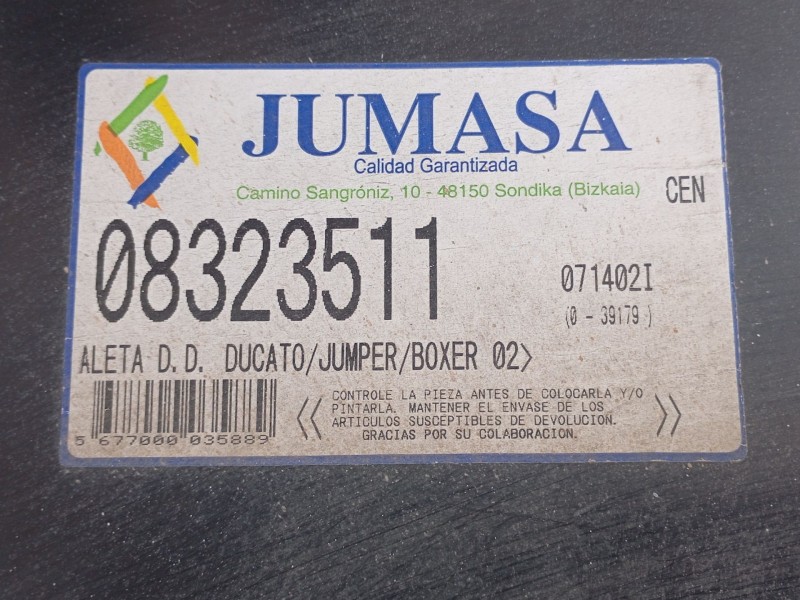 JUMASA
Calidad Garantizada
Camino Sangróniz, 10 - 48150 Sondika (Bizkaia)
CEN
08323511
071402I
(0 - 39179 )
ALETA D.D. DUCATO/JUMPER/BOXER 02>
5 677000 035889
CONTROLE LA PIEZA ANTES DE COLOCARLA Y/O
PINTARLA. MANTENER EL ENVASE DE LOS
ARTICULOS SUSCEPTIBLES DE DEVOLUCION.
GRACIAS POR SU COLABORACION.